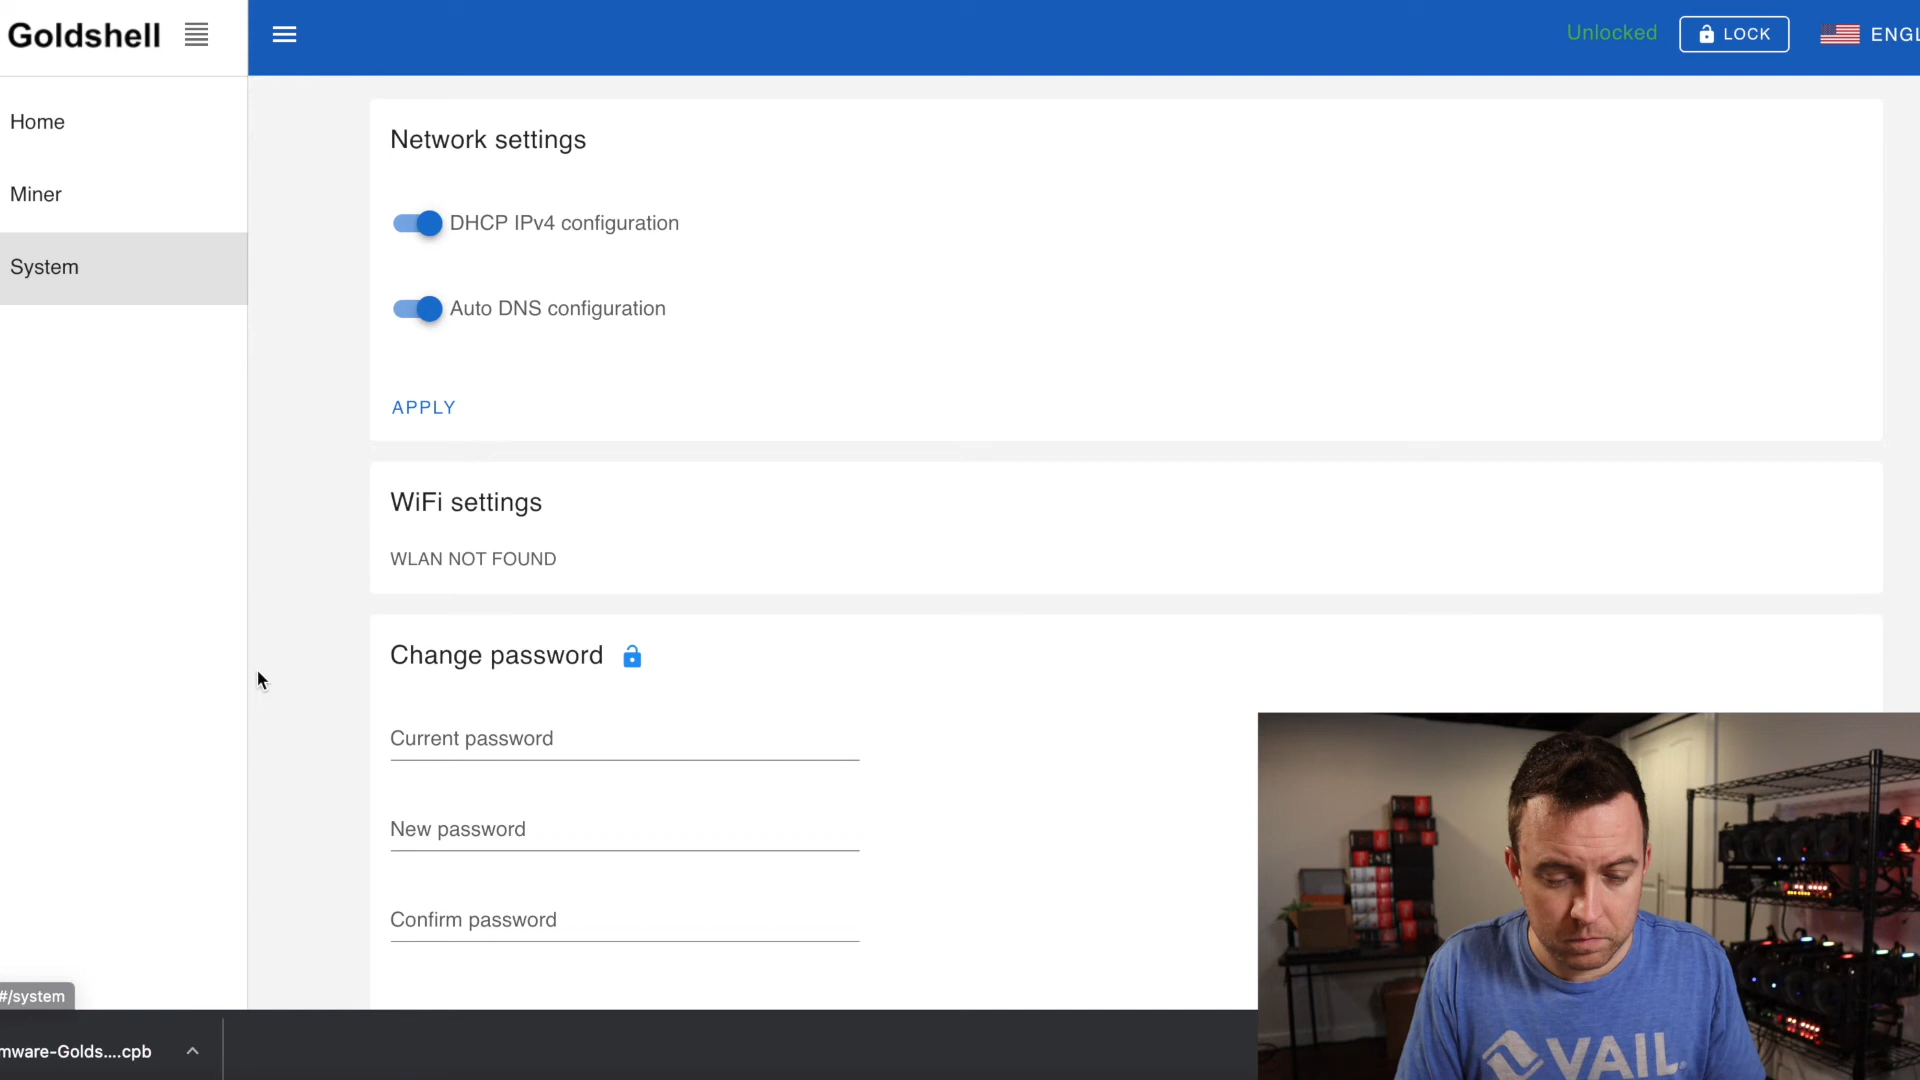 Goldshell
Unlocked
LOCK
ENGL
Home
Miner
System
Network settings
DHCP IPv4 configuration
Auto DNS configuration
APPLY
WiFi settings
WLAN NOT FOUND
Change password
Current password
New password
Confirm password
#/system
mware-Golds....cpb
VAIL